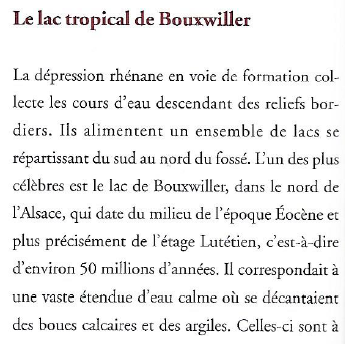 Le lac tropical de Bouxwiller
La dépression rhénane en voie de formation col-
lecte les cours d'eau descendant des reliefs bor-
diers. Ils alimentent un ensemble de lacs se
répartissant du sud au nord du fossé. L'un des plus
célèbres est le lac de Bouxwiller, dans le nord de
l'Alsace, qui date du milieu de l'époque Éocène et
plus précisément de l'étage Lutétien, c'est-à-dire
d'environ 50 millions d'années. Il correspondait à
une vaste étendue d'eau calme où se décantaient
des boues calcaires et des argiles. Celles-ci sont à